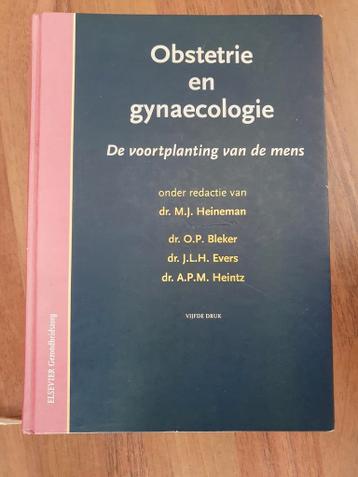 Obstetrie
en
gynaecologie
De voortplanting van de mens
onder redactie van
dr. M.J. Heineman
dr. O.P. Bleker
dr. J.L.H. Evers
dr. A.P.M. Heintz
VIJFDE DRUK
ELSEVIER Gezondheidszorg